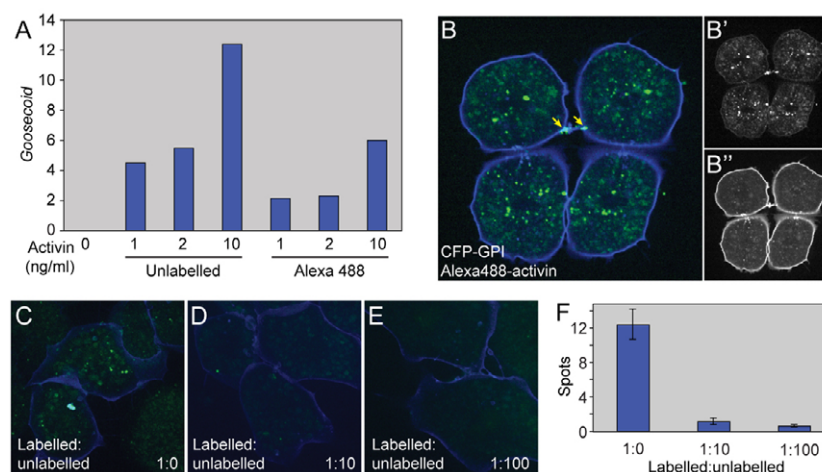 A
14
12
10
8
6
4
2
0
Goosecoid
Activin
(ng/ml)
0 1 2 10 1 2 10
Unlabelled Alexa 488
B
CFP-GPI
Alexa488-activin
B'
B''
C
Labelled:
unlabelled 1:0
D
Labelled:
unlabelled 1:10
E
Labelled:
unlabelled 1:100
F
12
8
4
0
Spots
1:0 1:10 1:100
Labelled:unlabelled